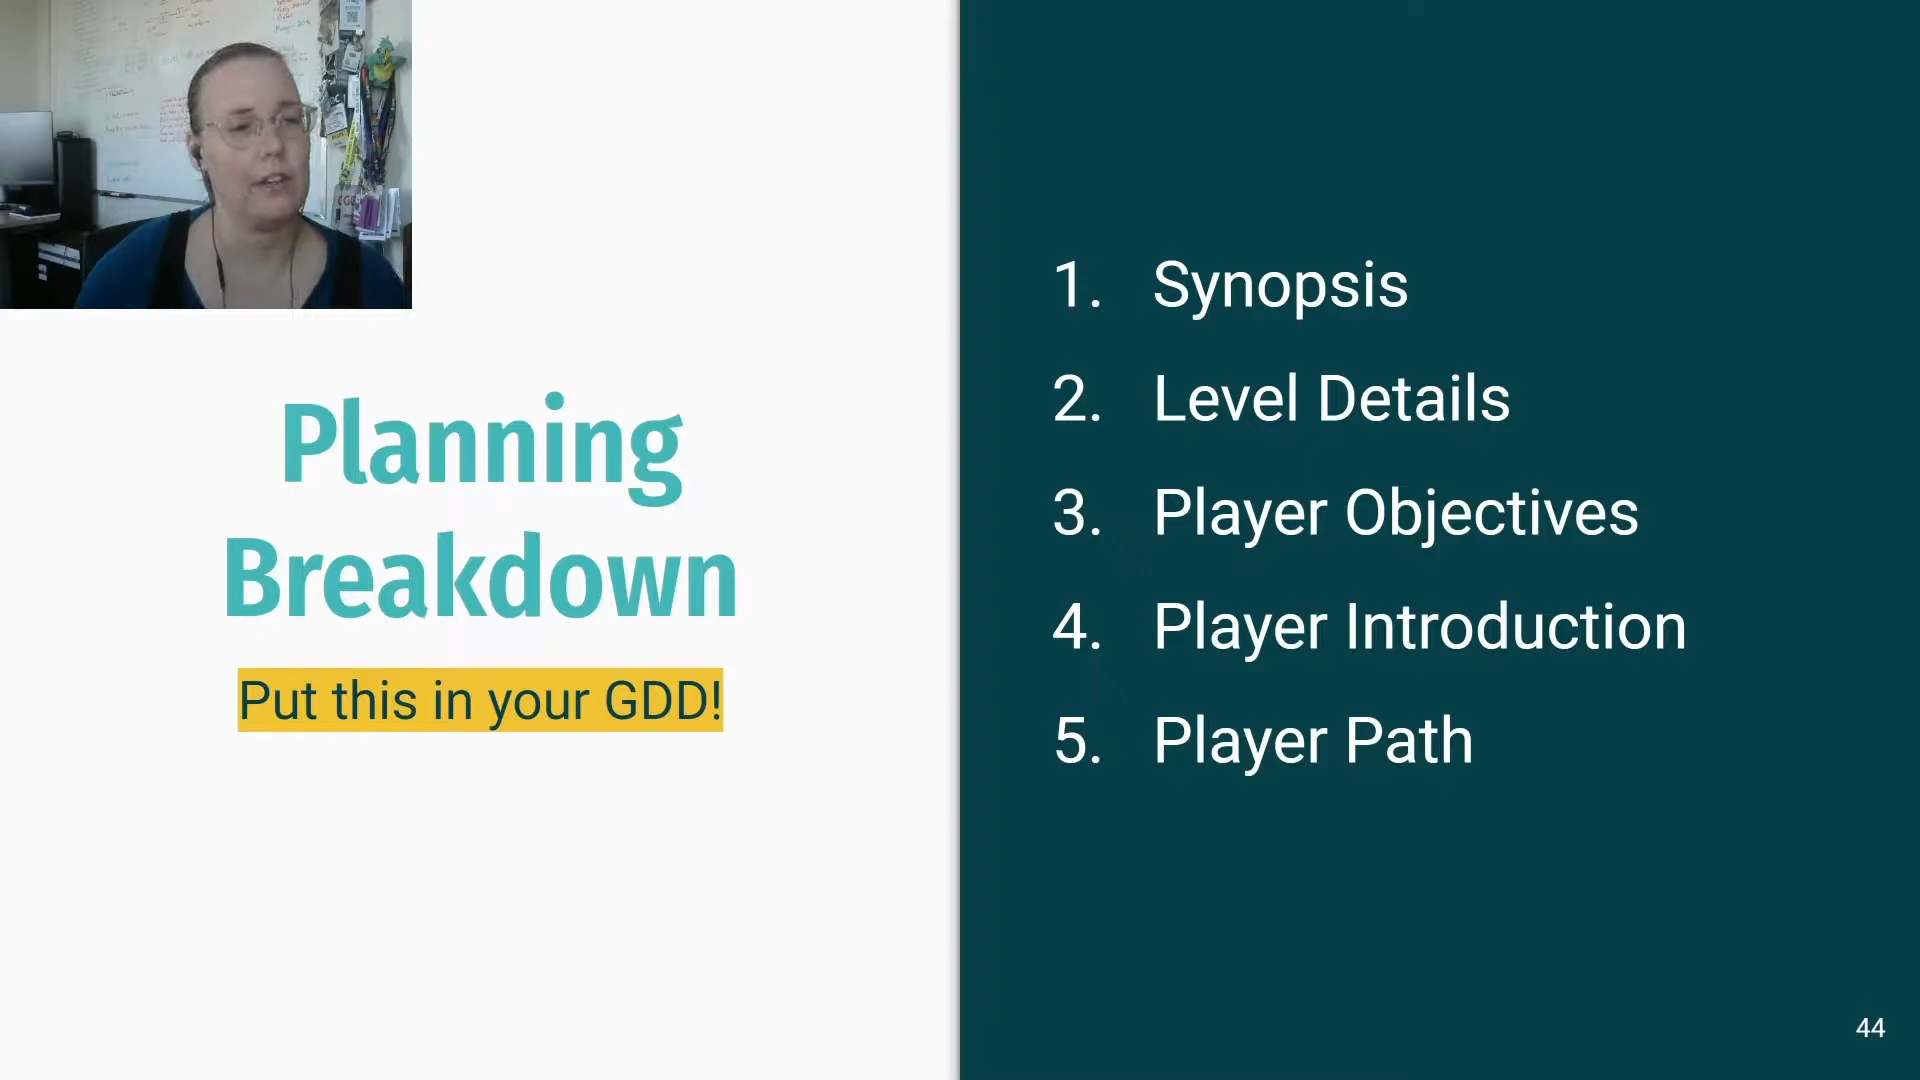 Planning
Breakdown
Put this in your GDD!
1. Synopsis
2. Level Details
3. Player Objectives
4. Player Introduction
5. Player Path
44